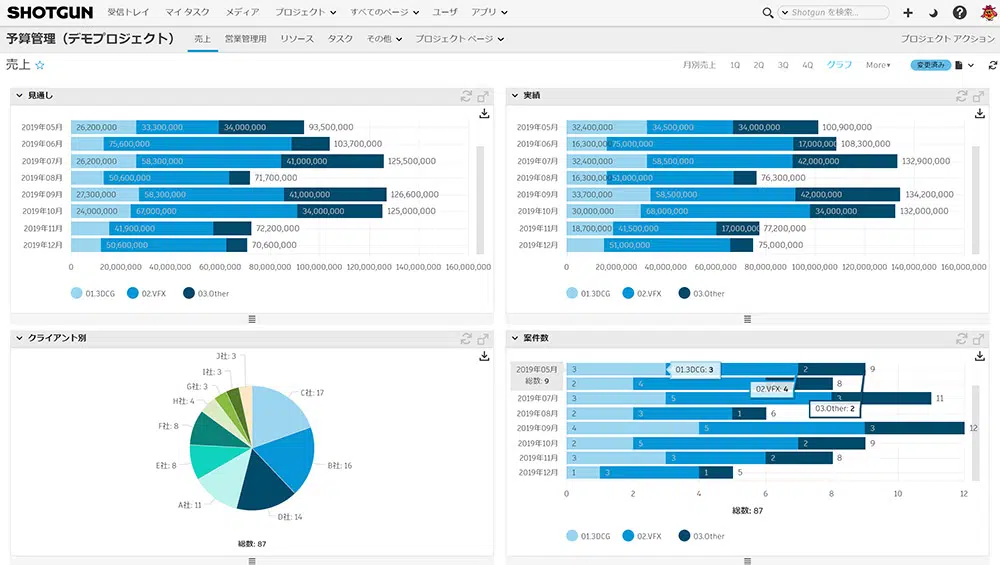 SHOTGUN 受信トレイ マイ タスク メディア プロジェクト すべてのページ ユーザ アプリ Shotgun を検索...
予算管理（デモプロジェクト） 売上 営業管理用 リソース タスク その他 プロジェクト ページ プロジェクト アクション
売上 月別売上 1Q 2Q 3Q 4Q グラフ More 変更済み
見通し
2019年05月 26,200,000 33,300,000 34,000,000 93,500,000
2019年06月 75,600,000 103,700,000
2019年07月 26,200,000 58,300,000 41,000,000 125,500,000
2019年08月 50,600,000 71,700,000
2019年09月 27,300,000 58,300,000 41,000,000 126,600,000
2019年10月 24,000,000 67,000,000 34,000,000 125,000,000
2019年11月 41,900,000 72,200,000
2019年12月 50,600,000 70,600,000
0 20,000,000 40,000,000 60,000,000 80,000,000 100,000,000 120,000,000 140,000,000 160,000,000
01.3DCG 02.VFX 03.Other
実績
2019年05月 32,400,000 34,500,000 34,000,000 100,900,000
2019年06月 16,300,000 75,000,000 17,000,000 108,300,000
2019年07月 32,400,000 58,500,000 42,000,000 132,900,000
2019年08月 16,300,000 51,000,000 76,300,000
2019年09月 33,700,000 58,500,000 42,000,000 134,200,000
2019年10月 30,000,000 68,000,000 34,000,000 132,000,000
2019年11月 18,700,000 41,500,000 17,000,000 77,200,000
2019年12月 51,000,000 75,000,000
0 20,000,000 40,000,000 60,000,000 80,000,000 100,000,000 120,000,000 140,000,000 160,000,000
01.3DCG 02.VFX 03.Other
クライアント別
J社: 3
I社: 3
G社: 3
H社: 4
F社: 8
E社: 8
A社: 11
D社: 14
B社: 16
C社: 17
総数: 87
案件数
2019年05月 3 01.3DCG: 3 2 9
総数: 9 2 4 02.VFX: 4 8
2019年07月 3 5 3 11
2019年08月 2 3 1 6 03.Other: 2
2019年09月 4 5 3 12
2019年10月 2 5 2 9
2019年11月 3 3 2 8
2019年12月 1 3 1 5
0 2 4 6 8 10 12
総数: 87
01.3DCG 02.VFX 03.Other